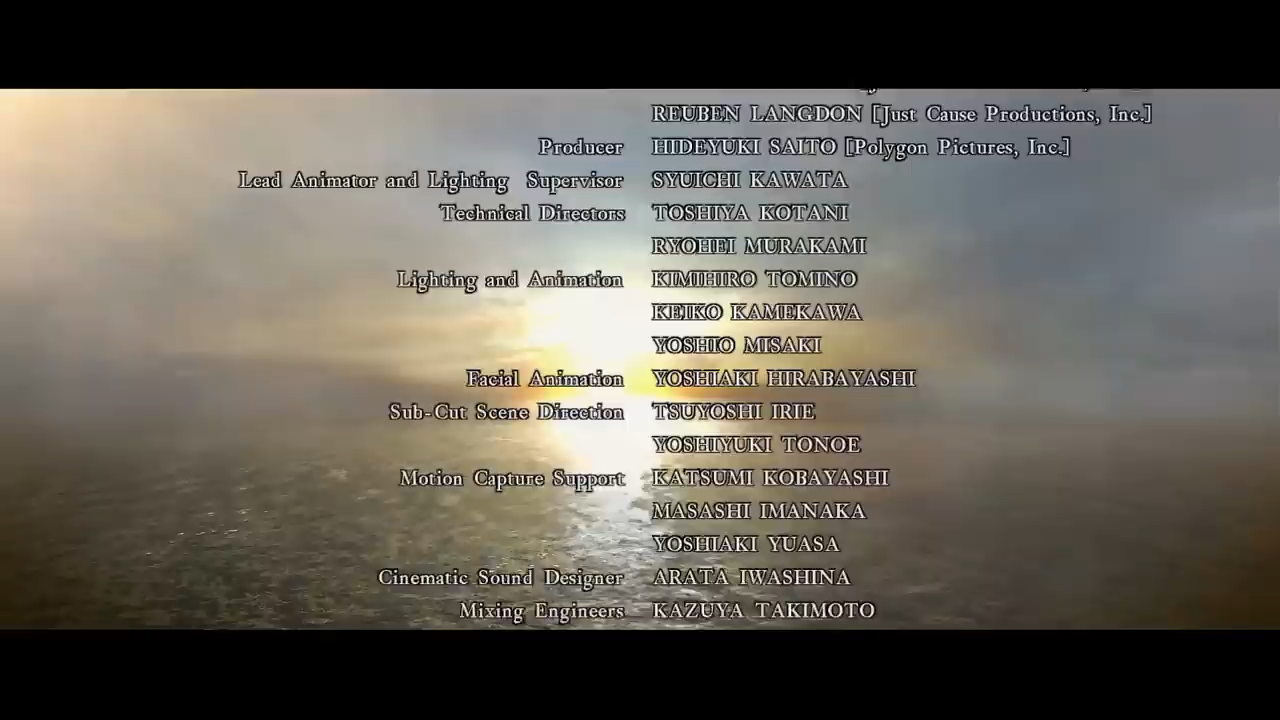 REUBEN LANGDON [Just Cause Productions, Inc.]
Producer HIDEYUKI SAITO [Polygon Pictures, Inc.]
Lead Animator and Lighting Supervisor SYUICHI KAWATA
Technical Directors TOSHIYA KOTANI
RYOHEI MURAKAMI
Lighting and Animation KIMIHIRO TOMINO
KEIKO KAMEKAWA
YOSHIO MISAKI
Facial Animation YOSHIAKI HIRABAYASHI
Sub-Cut Scene Direction TSUYOSHI IRIE
YOSHIYUKI TONOE
Motion Capture Support KATSUMI KOBAYASHI
MASASHI IMANAKA
YOSHIAKI YUASA
Cinematic Sound Designer ARATA IWASHINA
Mixing Engineers KAZUYA TAKIMOTO